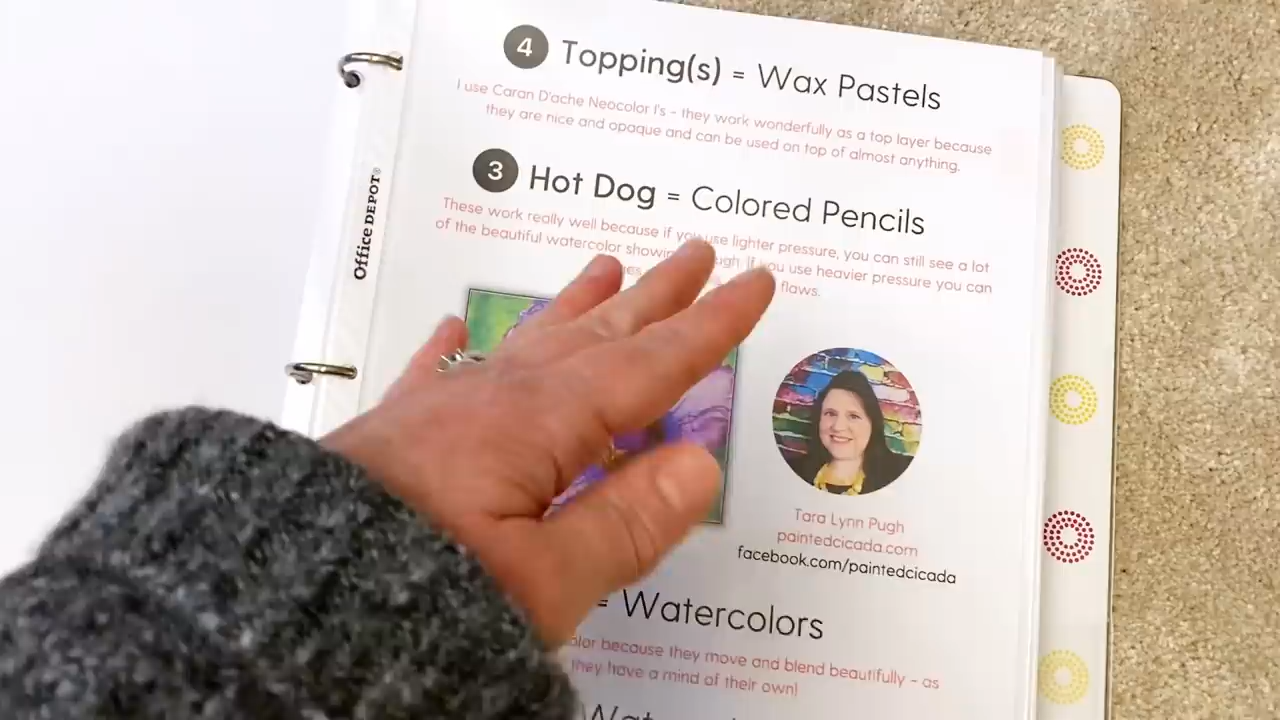 4 Topping(s) = Wax Pastels
I use Caran D'ache Neocolor I's - they work wonderfully as a top layer because
they are nice and opaque and can be used on top of almost anything.
3 Hot Dog = Colored Pencils
These work really well because if you use lighter pressure, you can still see a lot
of the beautiful watercolor If you use heavier pressure you can
flaws.
Office DEPOT®
Tara Lynn Pugh
paintedcicada.com
facebook.com/paintedcicada
= Watercolors
because they move and blend beautifully - as
they have a mind of their own!